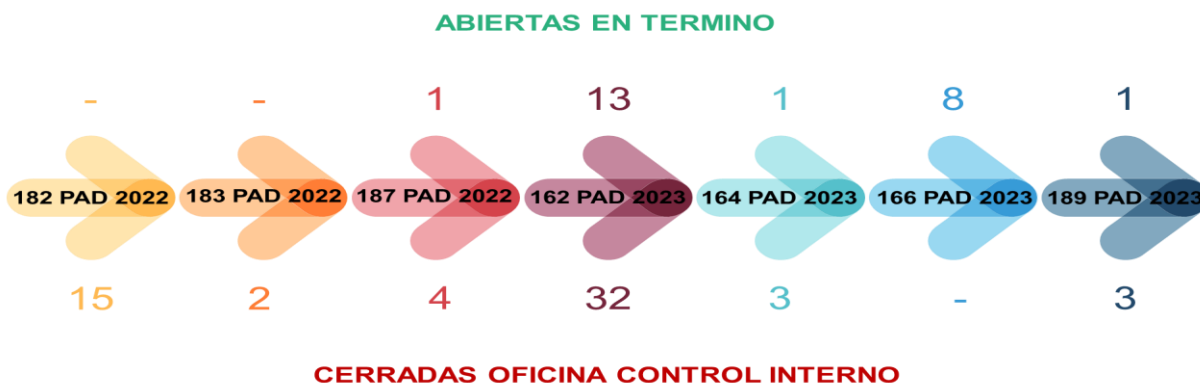 ABIERTAS EN TERMINO
- - 1 13 1 8 1
182 PAD 2022 183 PAD 2022 187 PAD 2022 162 PAD 2023 164 PAD 2023 166 PAD 2023 189 PAD 2023
15 2 4 32 3 - 3
CERRADAS OFICINA CONTROL INTERNO